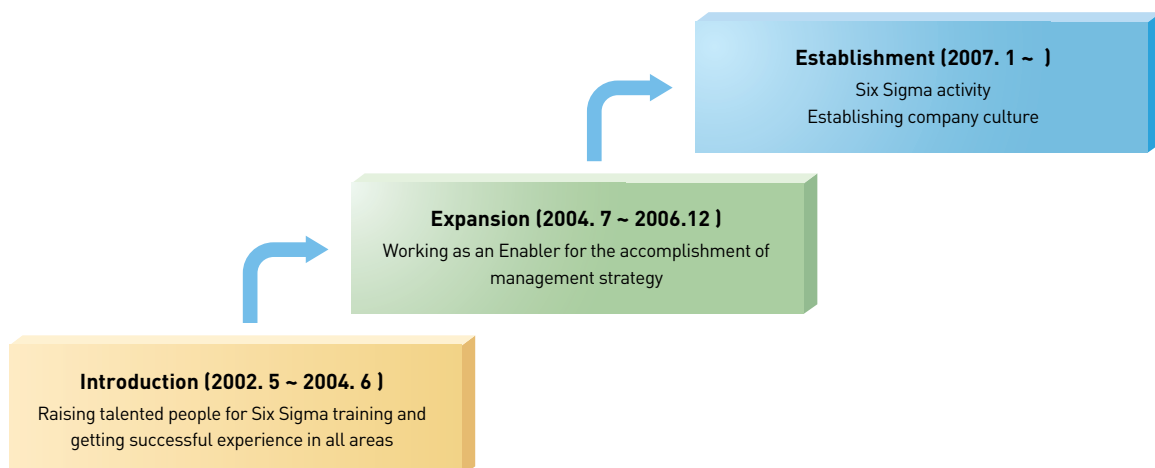 Establishment (2007. 1 ~ )
Six Sigma activity
Establishing company culture
Expansion (2004. 7 ~ 2006.12 )
Working as an Enabler for the accomplishment of
management strategy
Introduction (2002. 5 ~ 2004. 6 )
Raising talented people for Six Sigma training and
getting successful experience in all areas